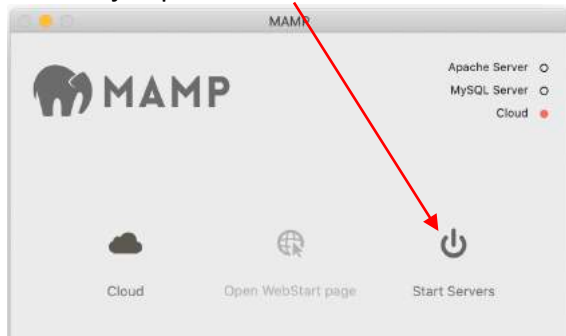 MAMP
MAMP
Apache Server
MySQL Server
Cloud
Cloud
Open WebStart page
Start Servers